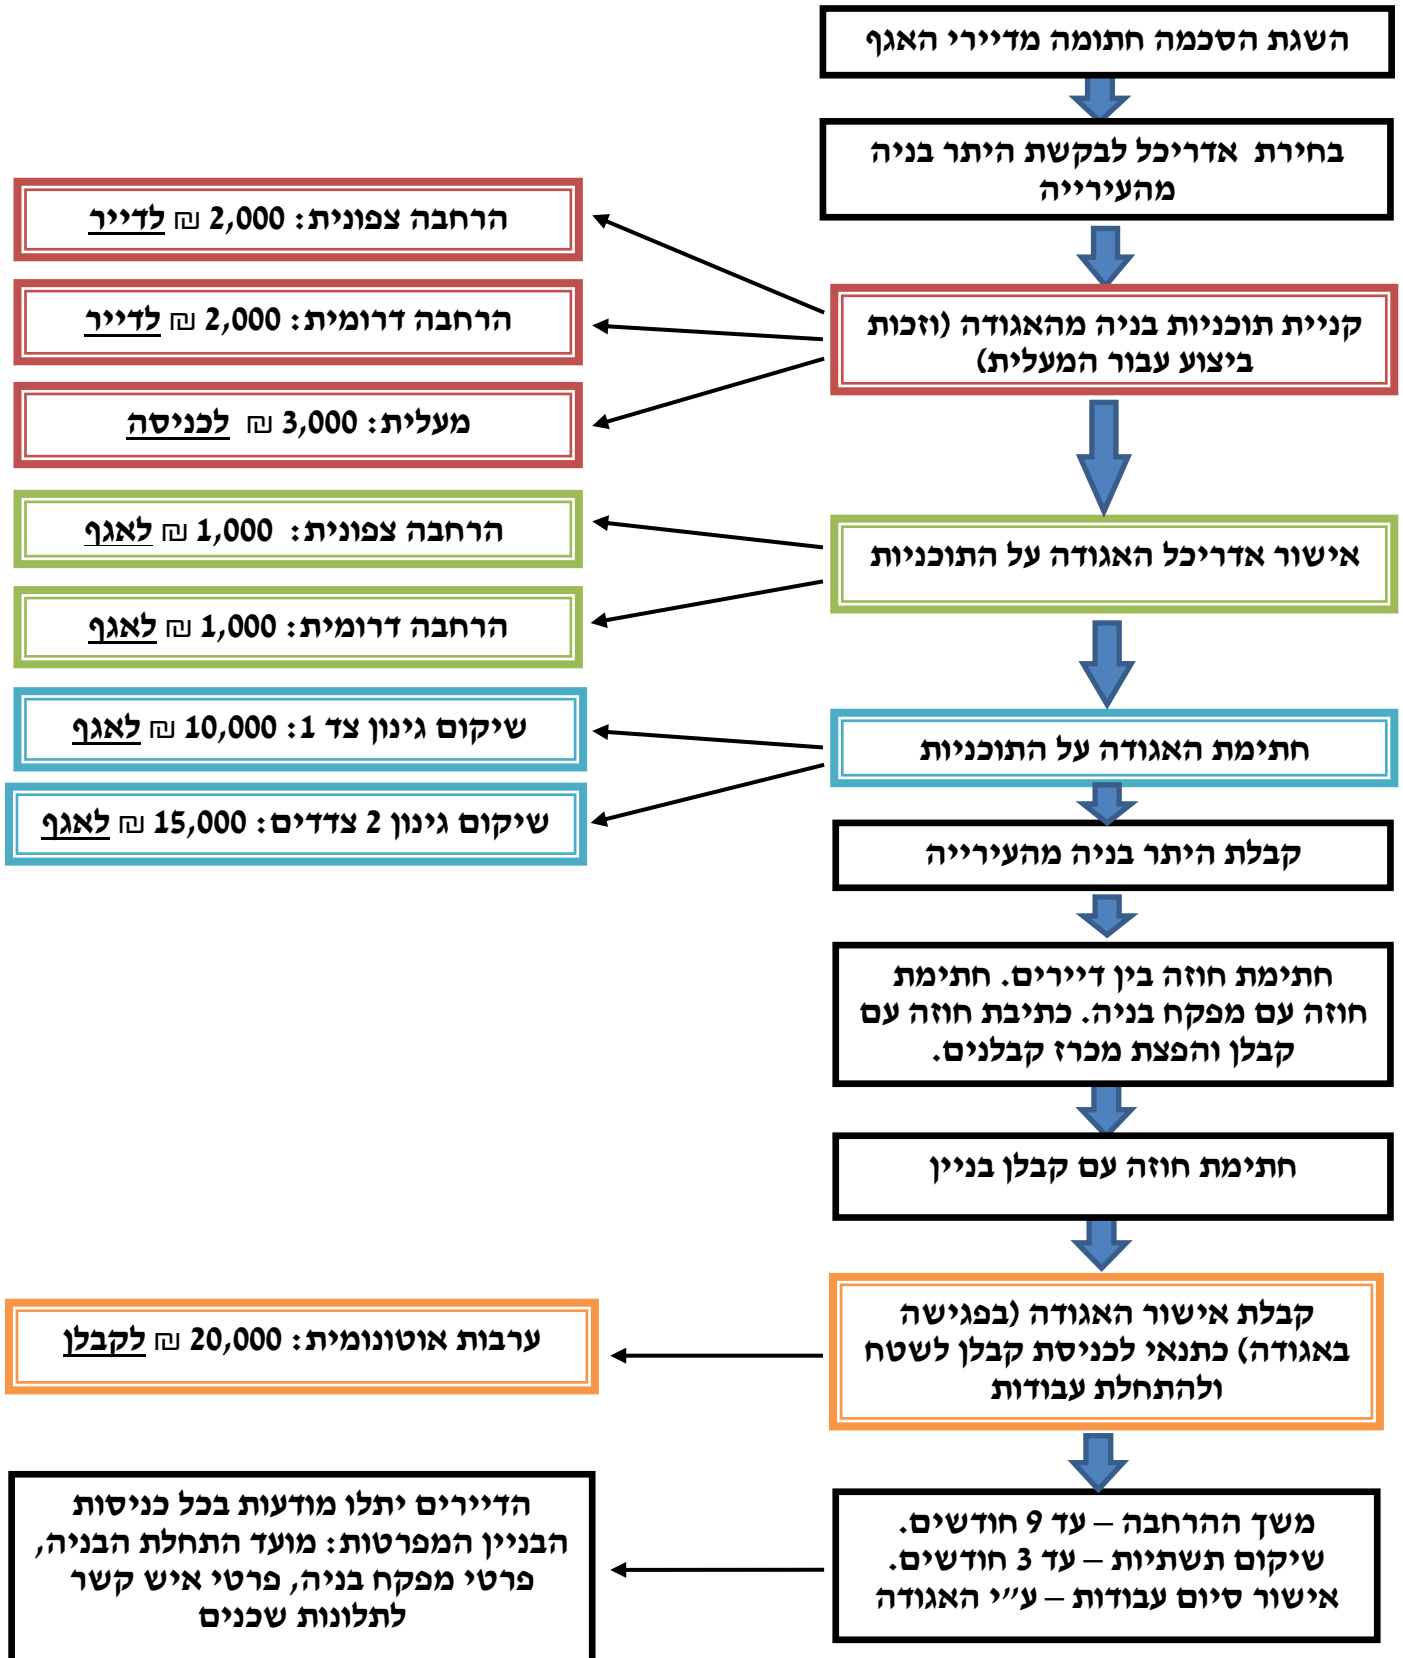 השגת הסכמה חתומה מדיירי האגף
בחירת אדריכל לבקשת היתר בניה
מהעירייה
קניית תוכניות בניה מהאגודה (וזכות
ביצוע עבור המעלית)
הרחבה צפונית: 2,000 ₪ לדייר
הרחבה דרומית: 2,000 ₪ לדייר
מעלית: 3,000 ₪ לכניסה
אישור אדריכל האגודה על התוכניות
הרחבה צפונית: 1,000 ₪ לאגף
הרחבה דרומית: 1,000 ₪ לאגף
חתימת האגודה על התוכניות
שיקום גינון צד 1: 10,000 ₪ לאגף
שיקום גינון 2 צדדים: 15,000 ₪ לאגף
קבלת היתר בניה מהעירייה
חתימת חוזה בין דיירים. חתימת
חוזה עם מפקח בניה. כתיבת חוזה עם
קבלן והפצת מכרז קבלנים.
חתימת חוזה עם קבלן בניין
קבלת אישור האגודה (בפגישה
באגודה) כתנאי לכניסת קבלן לשטח
ולהתחלת עבודות
ערבות אוטונומית: 20,000 ₪ לקבלן
משך ההרחבה – עד 9 חודשים.
שיקום תשתיות – עד 3 חודשים.
אישור סיום עבודות – ע"י האגודה
הדיירים יתלו מודעות בכל כניסות
הבניין המפרטות: מועד התחלת הבניה,
פרטי מפקח בניה, פרטי איש קשר
לתלונות שכנים